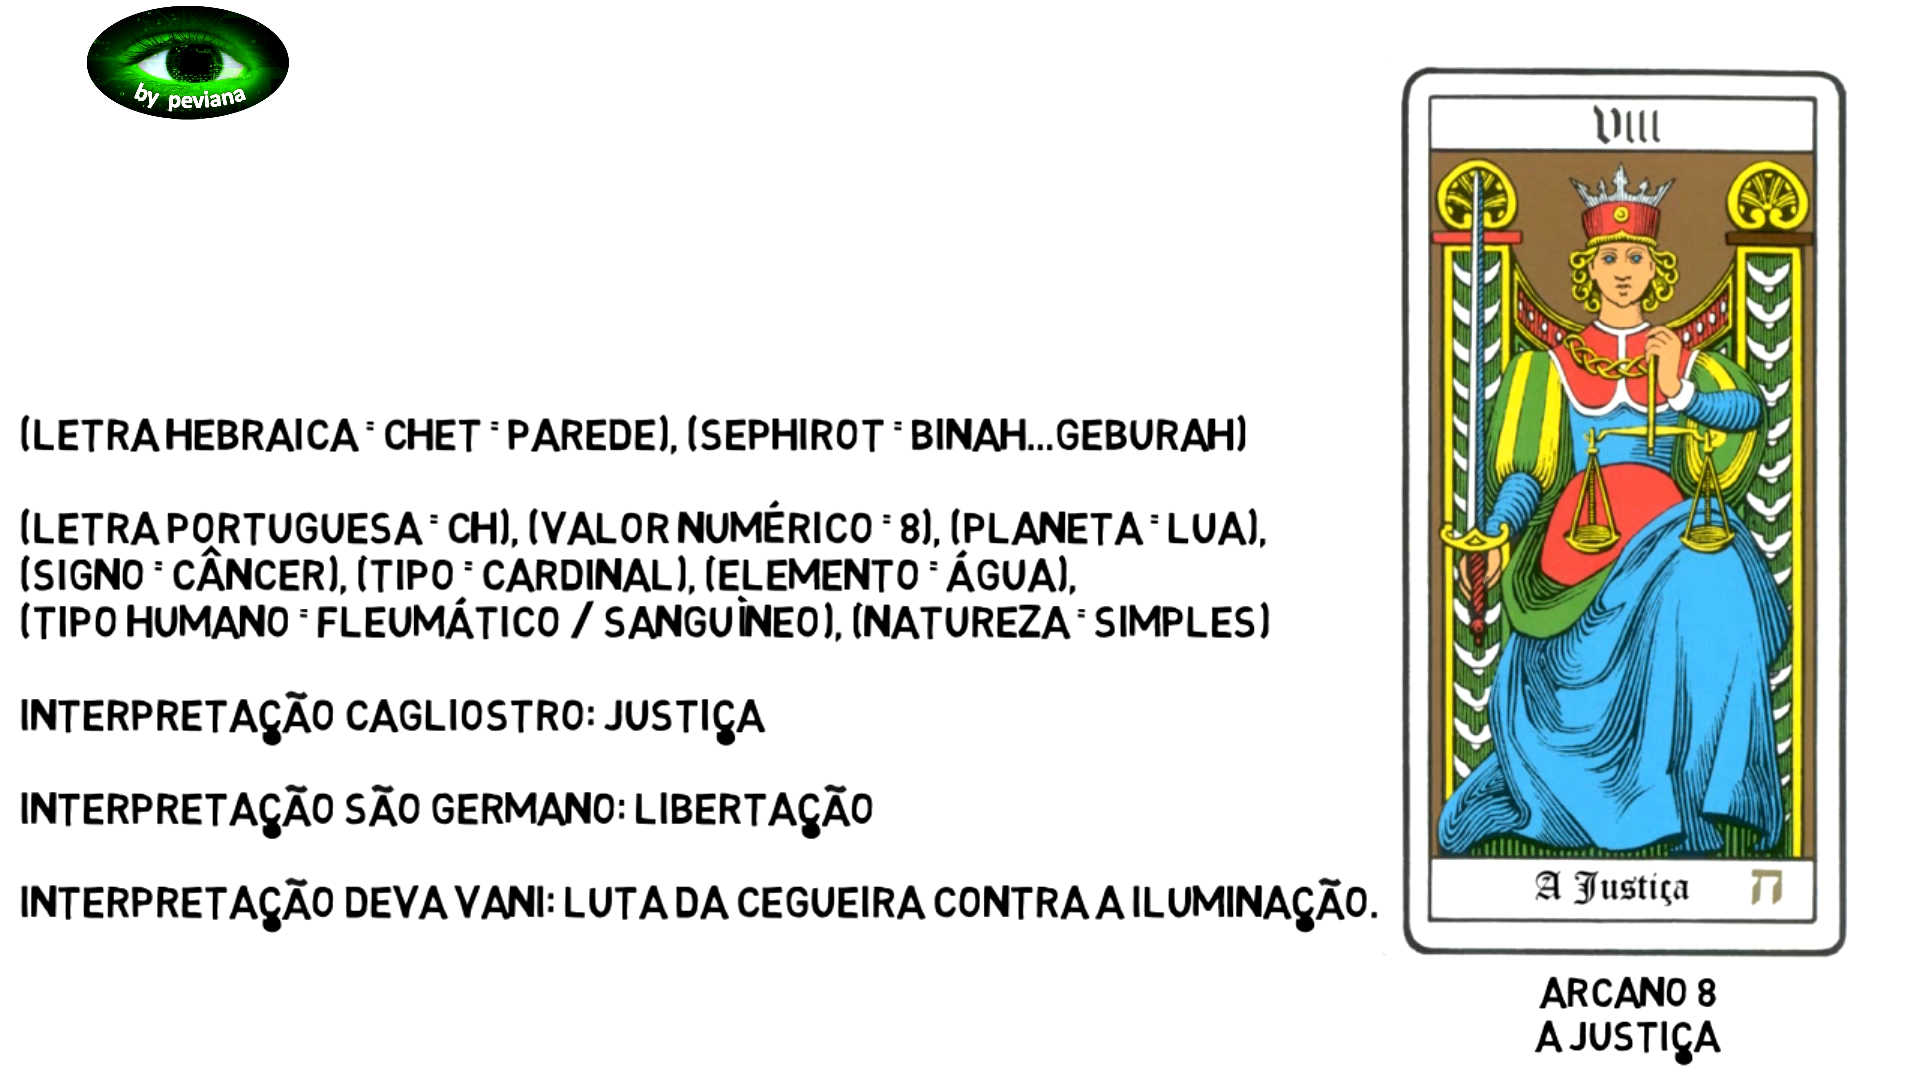 by peviana
(LETRA HEBRAICA = CHET = PAREDE), (SEPHIROT = BINAH...GEBURAH)
(LETRA PORTUGUESA = CH), (VALOR NUMÉRICO = 8), (PLANETA = LUA),
(SIGNO = CÂNCER), (TIPO = CARDINAL), (ELEMENTO = ÁGUA),
(TIPO HUMANO = FLEUMÁTICO / SANGUÌNEO), (NATUREZA = SIMPLES)
INTERPRETAÇÃO CAGLIOSTRO: JUSTIÇA
INTERPRETAÇÃO SÃO GERMANO: LIBERTAÇÃO
INTERPRETAÇÃO DEVA VANI: LUTA DA CEGUEIRA CONTRA A ILUMINAÇÃO.
VIII
A Justiça ח
ARCANO 8
A JUSTIÇA